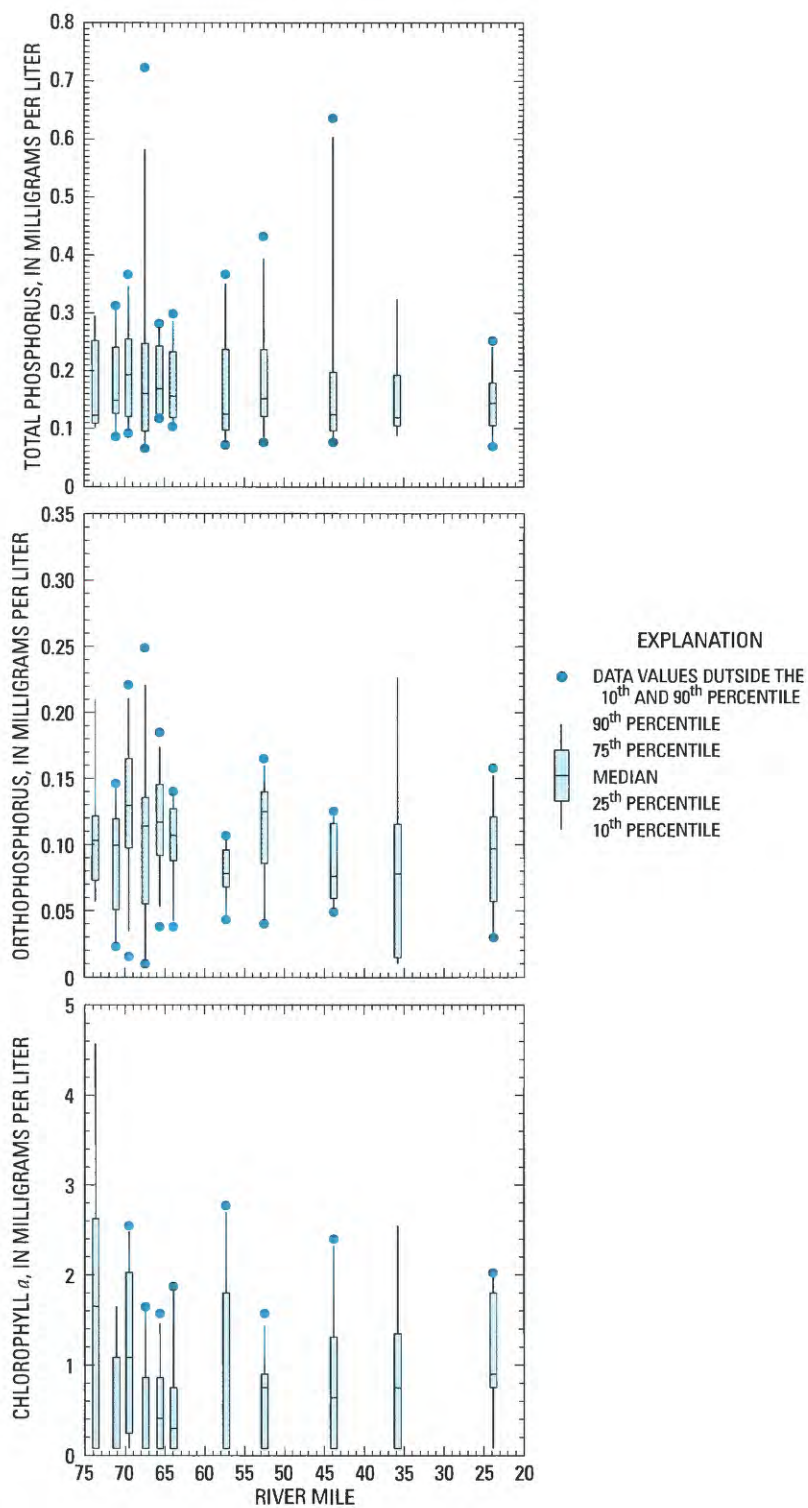 TOTAL PHOSPHORUS, IN MILLIGRAMS PER LITER
0.8
0.7
0.6
0.5
0.4
0.3
0.2
0.1
0
ORTHOPHOSPHORUS, IN MILLIGRAMS PER LITER
0.35
0.30
0.25
0.20
0.15
0.10
0.05
0
CHLOROPHYLL a, IN MILLIGRAMS PER LITER
5
4
3
2
1
0
75 70 65 60 55 50 45 40 35 30 25 20
RIVER MILE
EXPLANATION
DATA VALUES OUTSIDE THE
10th AND 90th PERCENTILE
90th PERCENTILE
75th PERCENTILE
MEDIAN
25th PERCENTILE
10th PERCENTILE